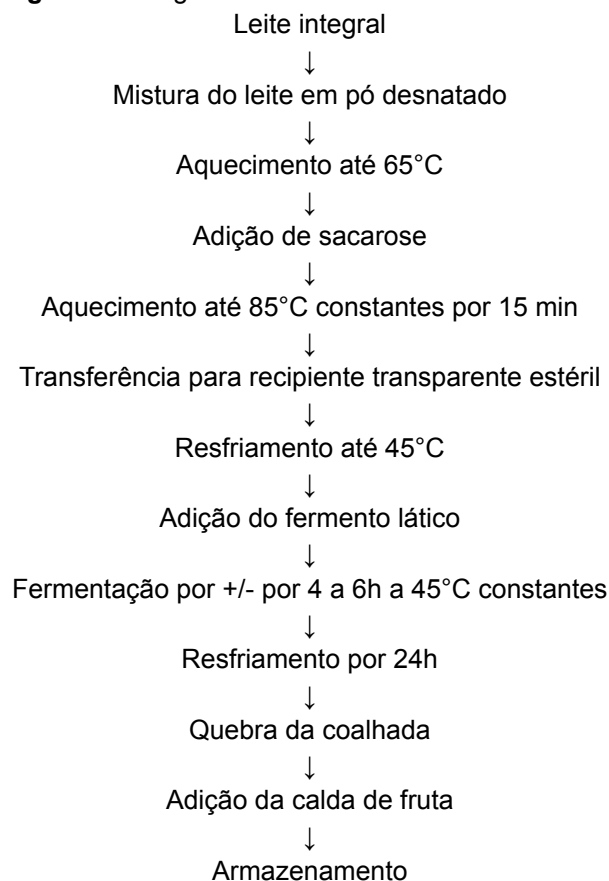 Leite integral
↓
Mistura do leite em pó desnatado
↓
Aquecimento até 65°C
↓
Adição de sacarose
↓
Aquecimento até 85°C constantes por 15 min
↓
Transferência para recipiente transparente estéril
↓
Resfriamento até 45°C
↓
Adição do fermento lático
↓
Fermentação por +/- por 4 a 6h a 45°C constantes
↓
Resfriamento por 24h
↓
Quebra da coalhada
↓
Adição da calda de fruta
↓
Armazenamento